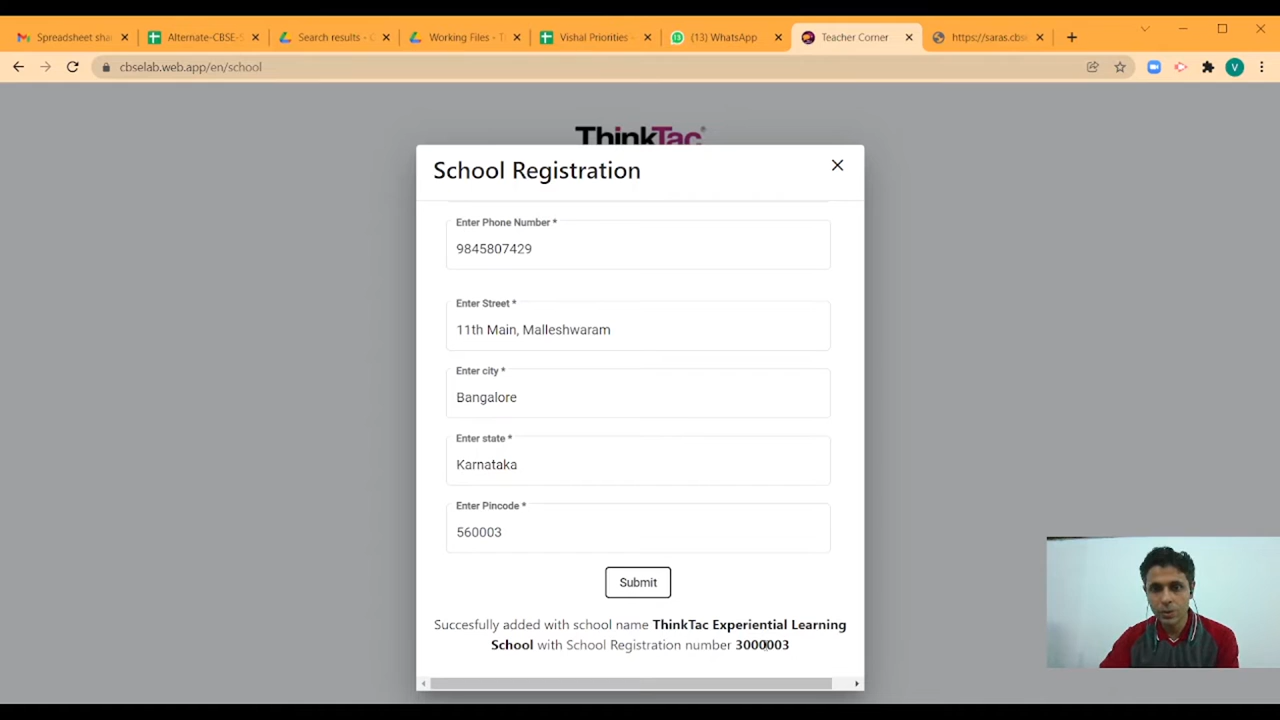 Spreadsheet sha
Alternate-CBSE-S
Search results - C
Working Files - T
Vishal Priorities -
(13) WhatsApp
Teacher Corner
https://saras.cbs
cbselab.web.app/en/school
V
ThinkTac
School Registration
Enter Phone Number *
9845807429
Enter Street *
11th Main, Malleshwaram
Enter city *
Bangalore
Enter state *
Karnataka
Enter Pincode *
560003
Submit
Succesfully added with school name ThinkTac Experiential Learning
School with School Registration number 3000003